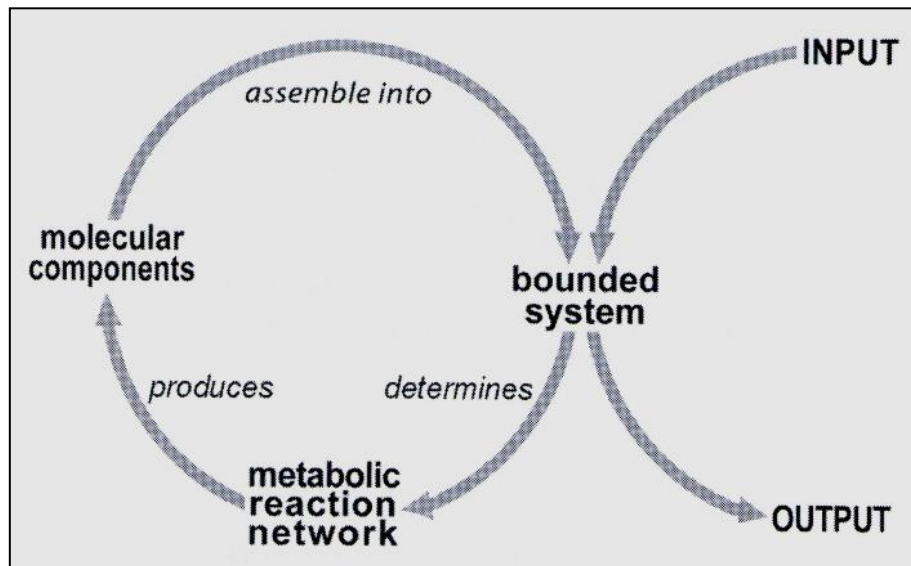 assemble into
INPUT
molecular
components
bounded
system
produces
determines
metabolic
reaction
network
OUTPUT